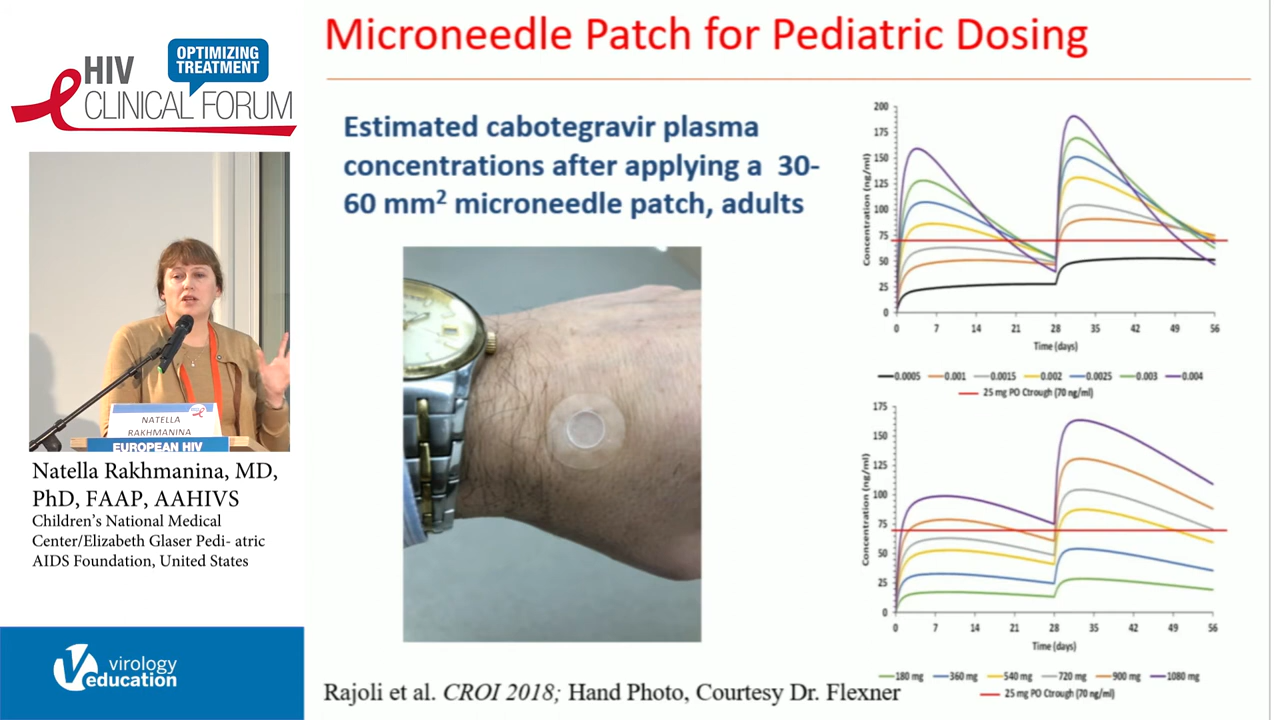 HIV
CLINICAL FORUM
OPTIMIZING
TREATMENT
NATELLA
RAKHMANINA
EUROPEAN HIV
Natella Rakhmanina, MD,
PhD, FAAP, AAHIVS
Children's National Medical
Center/Elizabeth Glaser Pedi- atric
AIDS Foundation, United States
virology
education
Microneedle Patch for Pediatric Dosing
Estimated cabotegravir plasma
concentrations after applying a 30-
60 mm² microneedle patch, adults
Concentration (ng/ml)
200
175
150
125
100
75
50
25
0
0 7 14 21 28 35 42 49 56
Time (days)
0.0005 0.001 0.0015 0.002 0.0025 0.003 0.004
25 mg PO Ctrough (70 ng/ml)
Concentration (ng/ml)
175
150
125
100
75
50
25
0
0 7 14 21 28 35 42 49 56
Time (days)
180 mg 360 mg 540 mg 720 mg 900 mg 1080 mg
25 mg PO Ctrough (70 ng/ml)
Rajoli et al. CROI 2018; Hand Photo, Courtesy Dr. Flexner